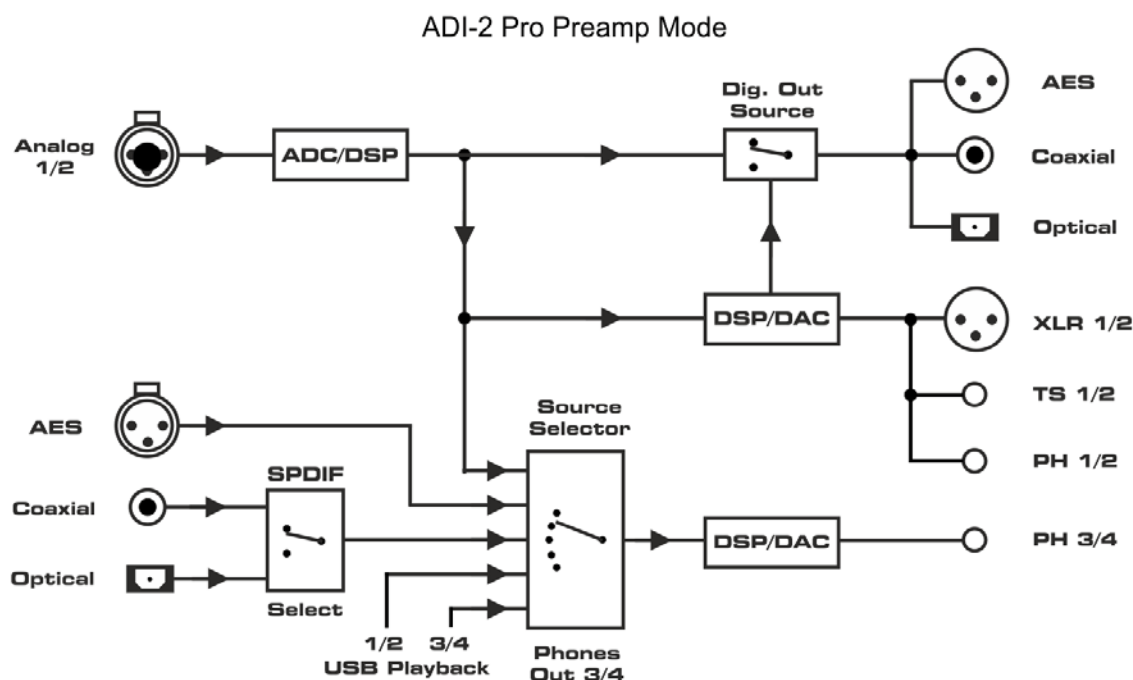 ADI-2 Pro Preamp Mode
Analog
1/2
ADC/DSP
Dig. Out
Source
AES
Coaxial
Optical
DSP/DAC
XLR 1/2
TS 1/2
PH 1/2
AES
Coaxial
Optical
SPDIF
Select
Source
Selector
1/2
3/4
USB Playback
Phones
Out 3/4
DSP/DAC
PH 3/4